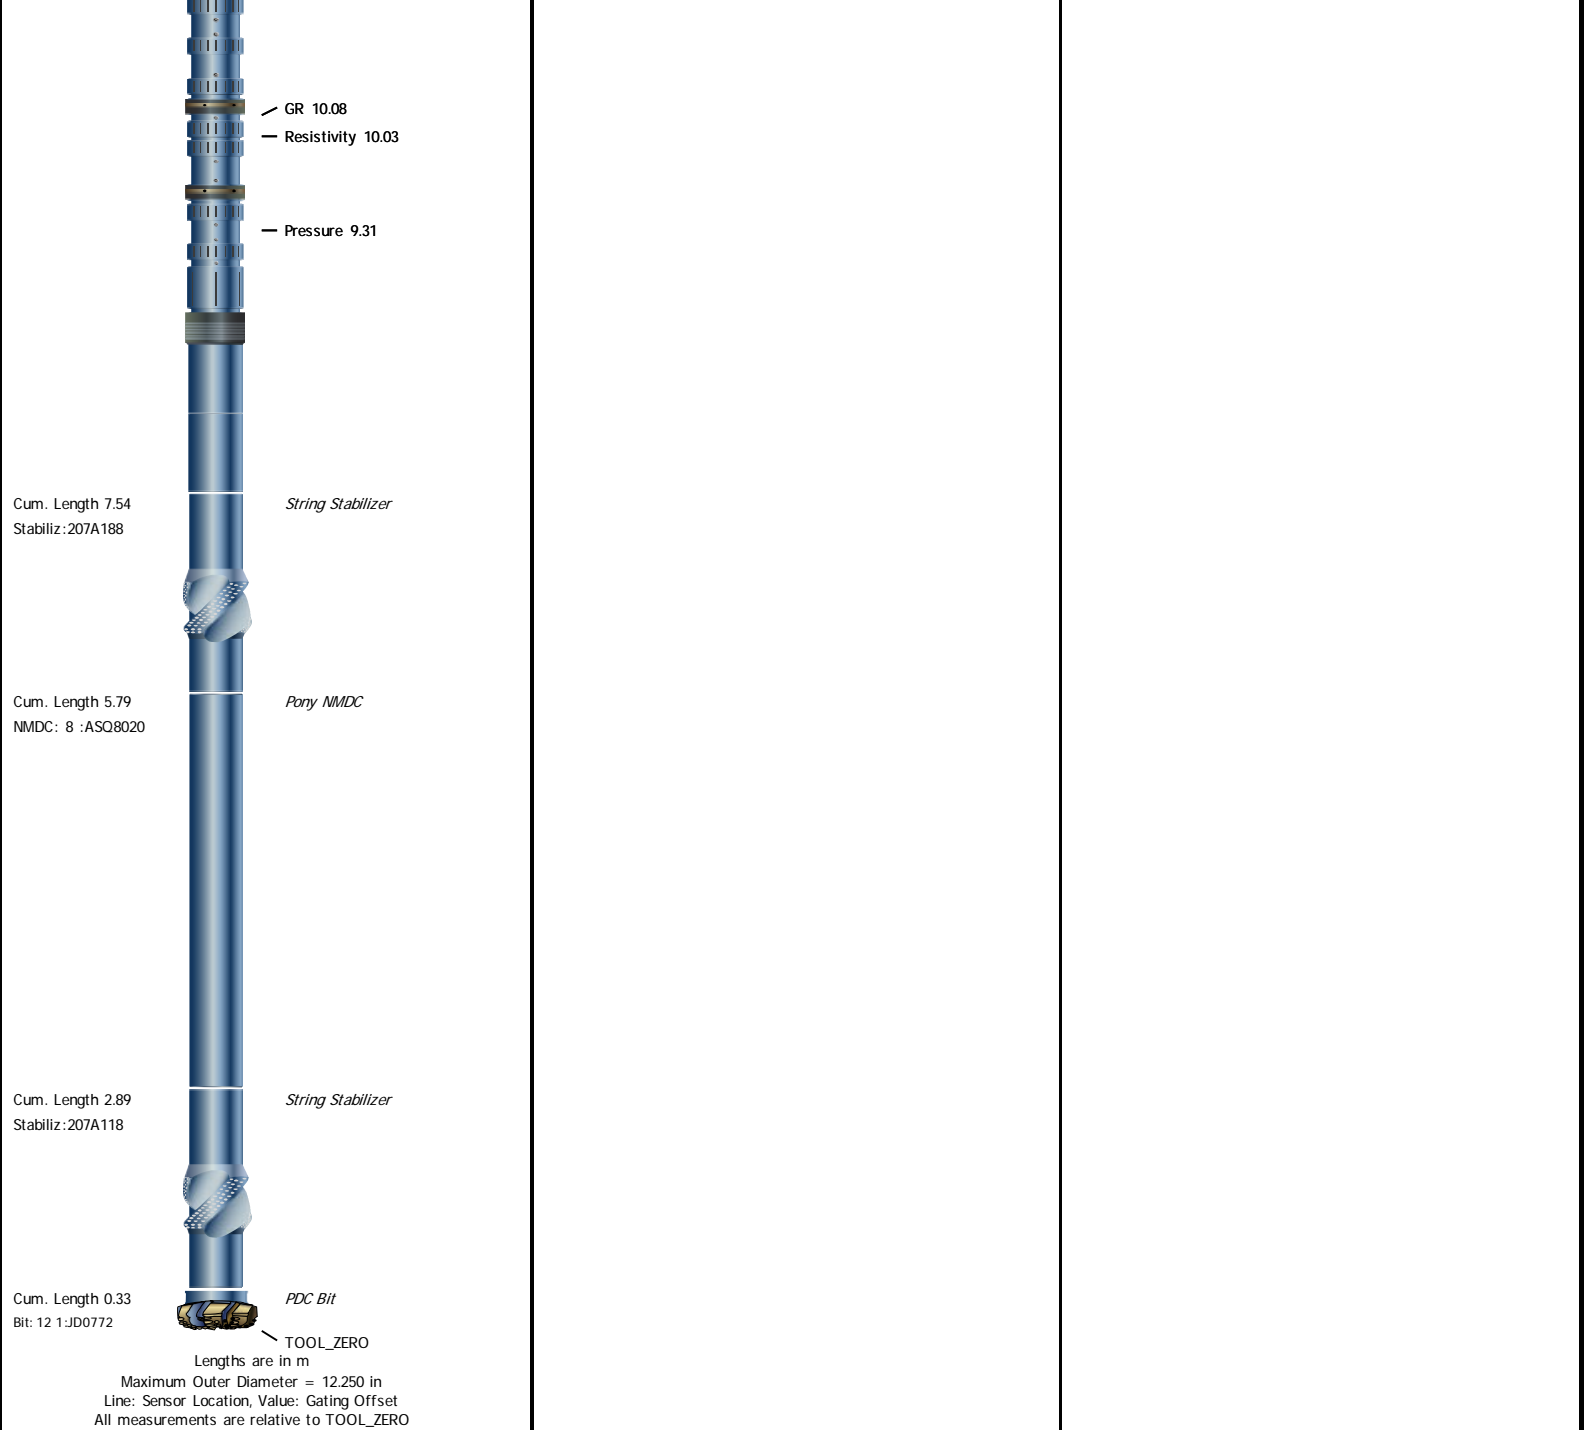 GR 10.08
Resistivity 10.03
Pressure 9.31
Cum. Length 7.54
String Stabilizer
Stabiliz:207A188
Cum. Length 5.79
Pony NMDC
NMDC: 8 :ASQ8020
Cum. Length 2.89
String Stabilizer
Stabiliz:207A118
Cum. Length 0.33
PDC Bit
Bit: 12 1:JD0772
TOOL_ZERO
Lengths are in m
Maximum Outer Diameter = 12.250 in
Line: Sensor Location, Value: Gating Offset
All measurements are relative to TOOL_ZERO